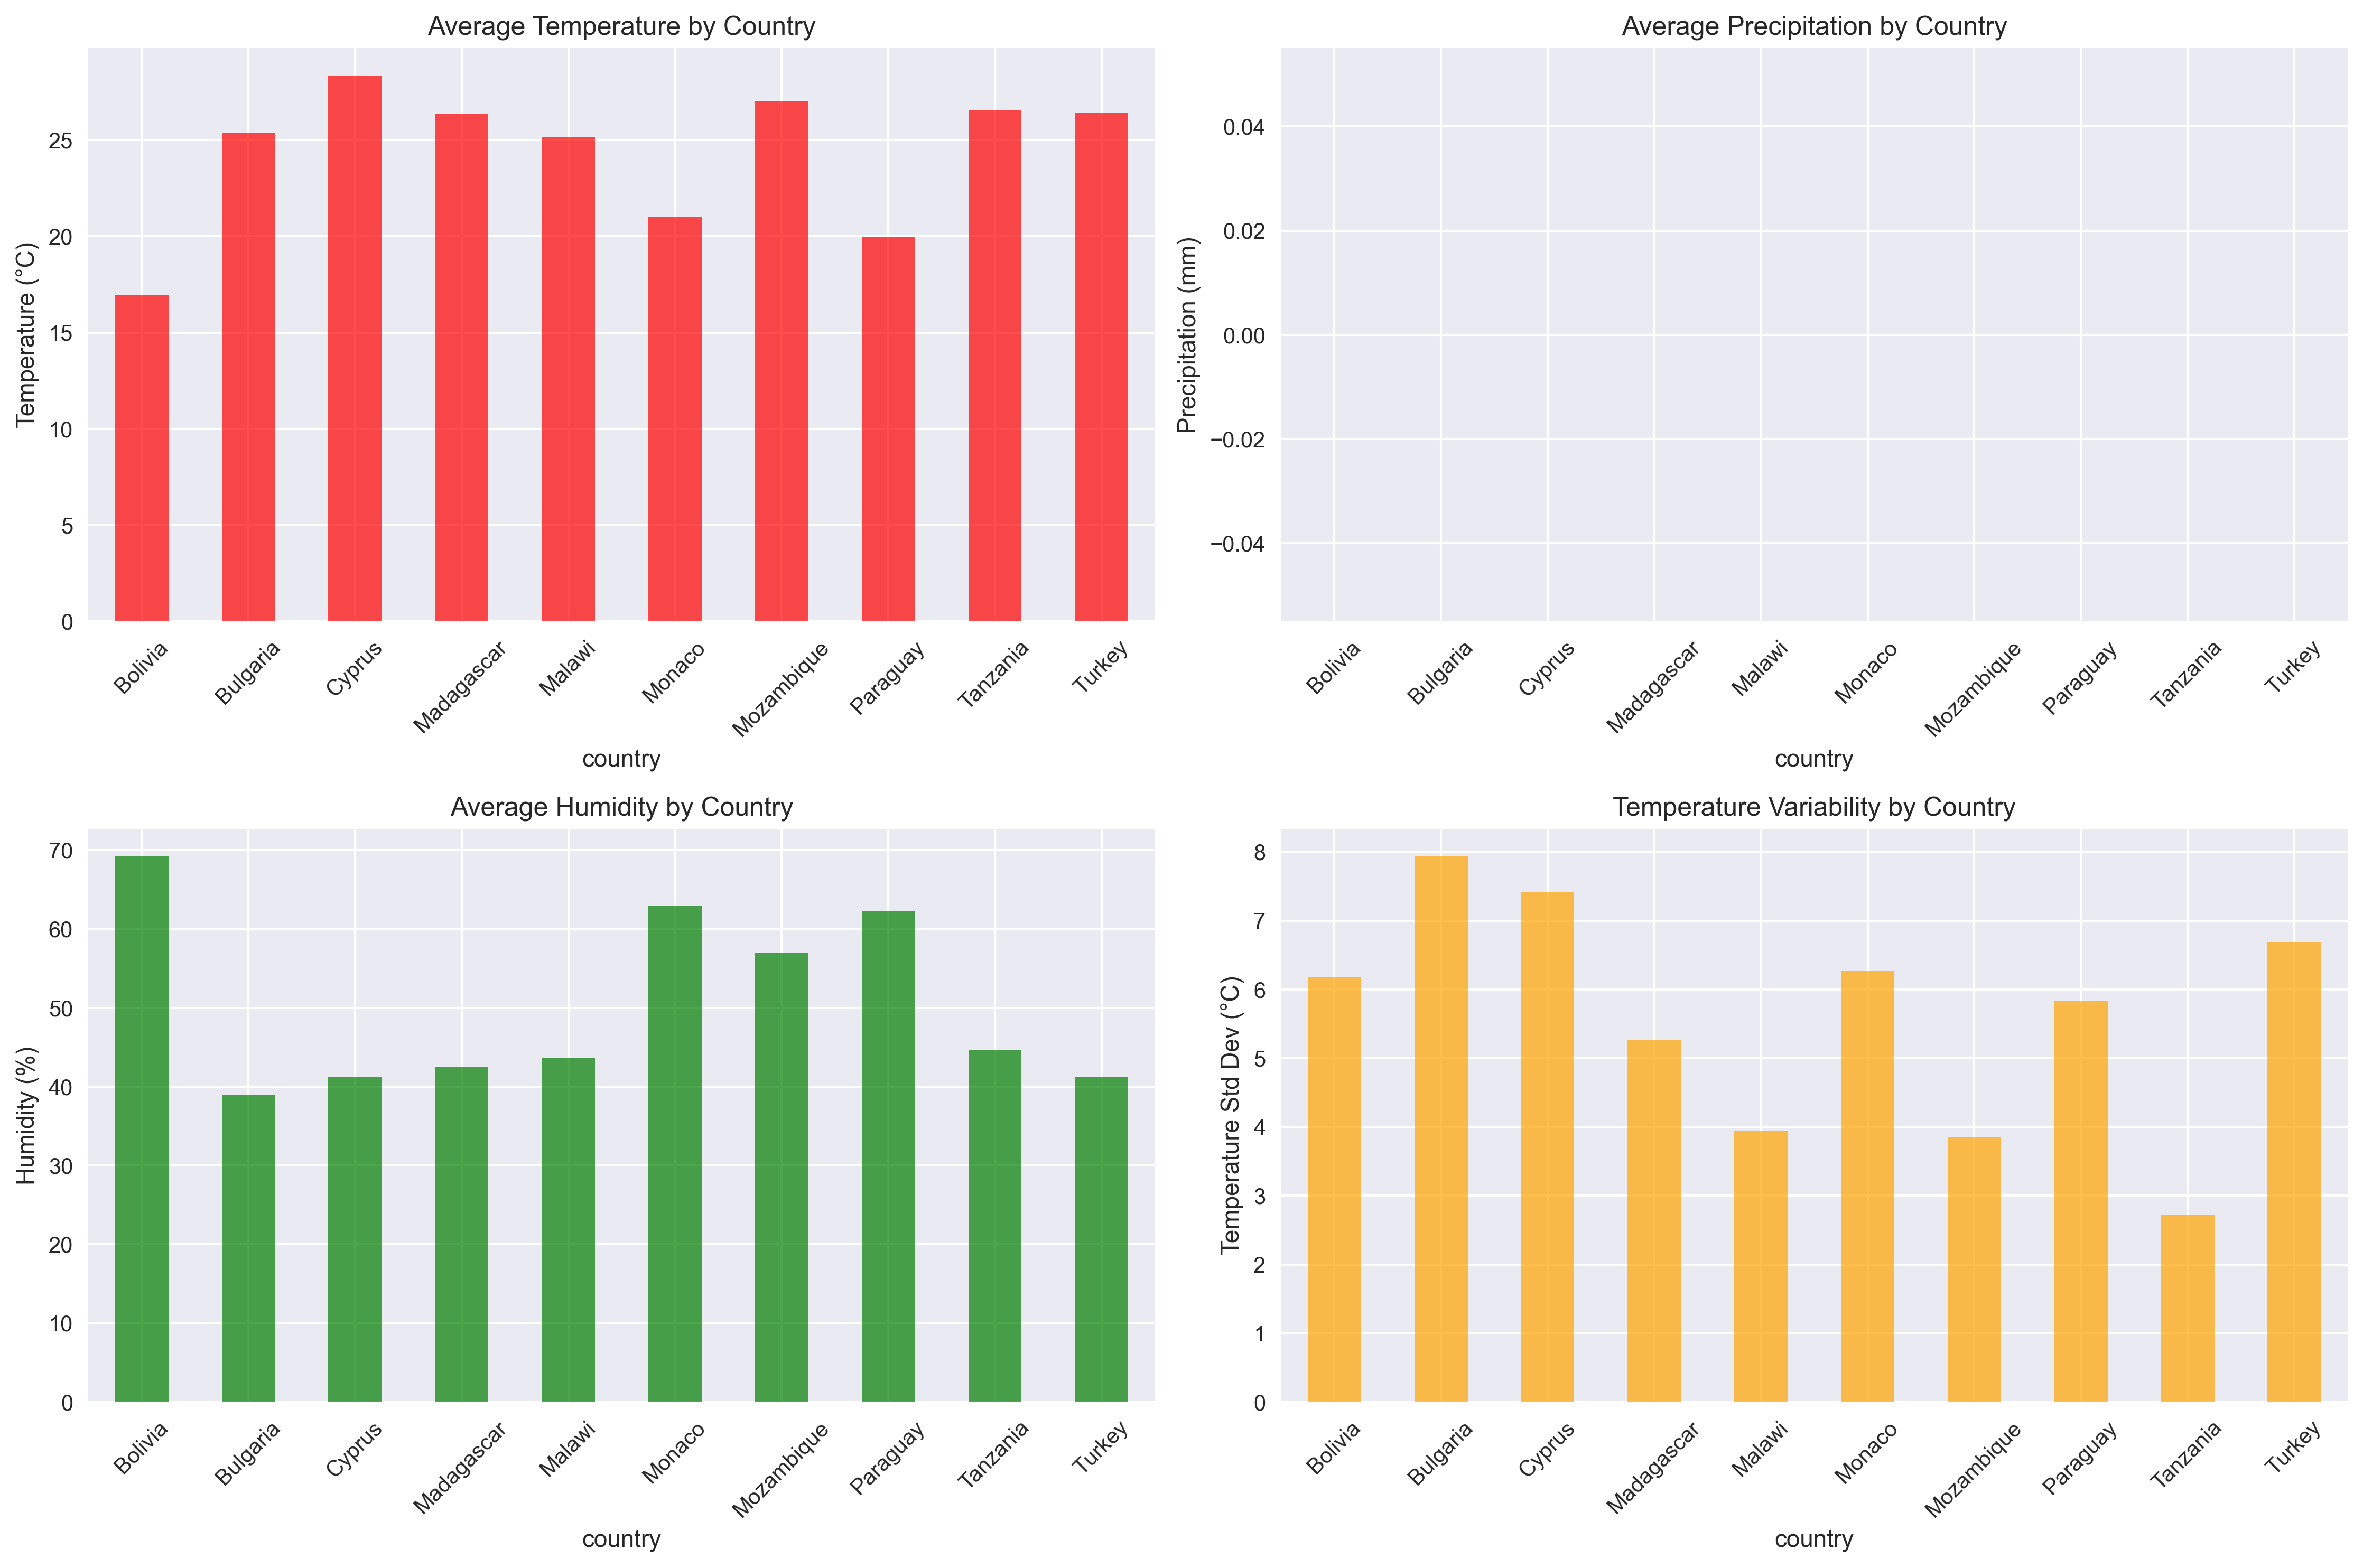 Average Temperature by Country
Temperature (°C)
25
20
15
10
5
0
Bolivia
Bulgaria
Cyprus
Madagascar
Malawi
Monaco
Mozambique
Paraguay
Tanzania
Turkey
country
Average Precipitation by Country
Precipitation (mm)
0.04
0.02
0.00
−0.02
−0.04
Bolivia
Bulgaria
Cyprus
Madagascar
Malawi
Monaco
Mozambique
Paraguay
Tanzania
Turkey
country
Average Humidity by Country
Humidity (%)
70
60
50
40
30
20
10
0
Bolivia
Bulgaria
Cyprus
Madagascar
Malawi
Monaco
Mozambique
Paraguay
Tanzania
Turkey
country
Temperature Variability by Country
Temperature Std Dev (°C)
8
7
6
5
4
3
2
1
0
Bolivia
Bulgaria
Cyprus
Madagascar
Malawi
Monaco
Mozambique
Paraguay
Tanzania
Turkey
country